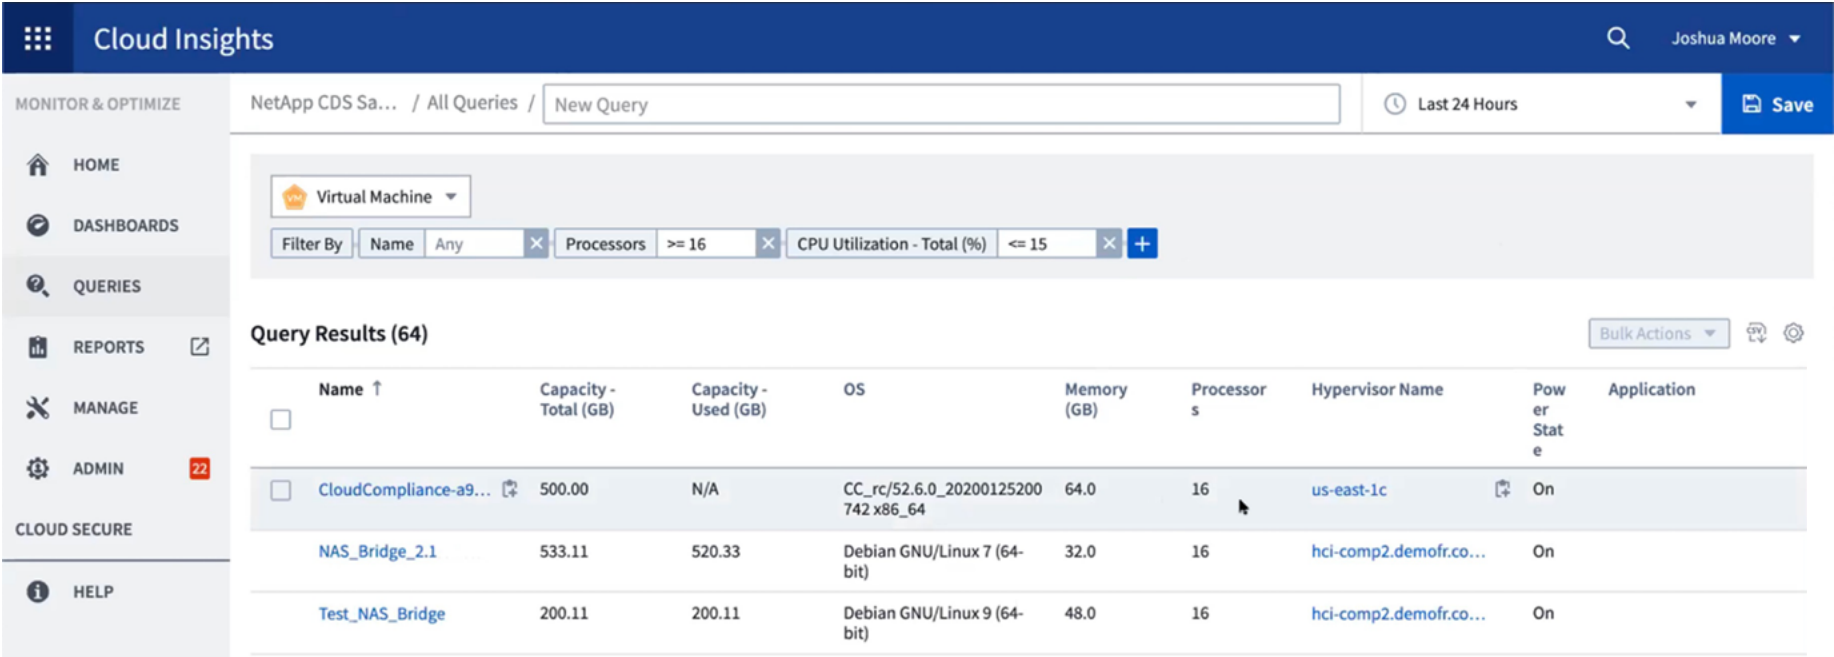 Cloud Insights
Joshua Moore
MONITOR & OPTIMIZE
NetApp CDS Sa... / All Queries / New Query
Last 24 Hours
Save
HOME
DASHBOARDS
QUERIES
REPORTS
MANAGE
ADMIN 22
CLOUD SECURE
HELP
VM Virtual Machine
Filter By Name Any Processors >= 16 CPU Utilization - Total (%) <= 15
Query Results (64)
Bulk Actions
Name Capacity - Total (GB) Capacity - Used (GB) OS Memory (GB) Processors Hypervisor Name Power State Application
CloudCompliance-a9... 500.00 N/A CC_rc/52.6.0_20200125200 64.0 16 us-east-1c On
742 x86_64
NAS_Bridge_2.1 533.11 520.33 Debian GNU/Linux 7 (64- 32.0 16 hci-comp2.demofr.co... On
bit)
Test_NAS_Bridge 200.11 200.11 Debian GNU/Linux 9 (64- 48.0 16 hci-comp2.demofr.co... On
bit)